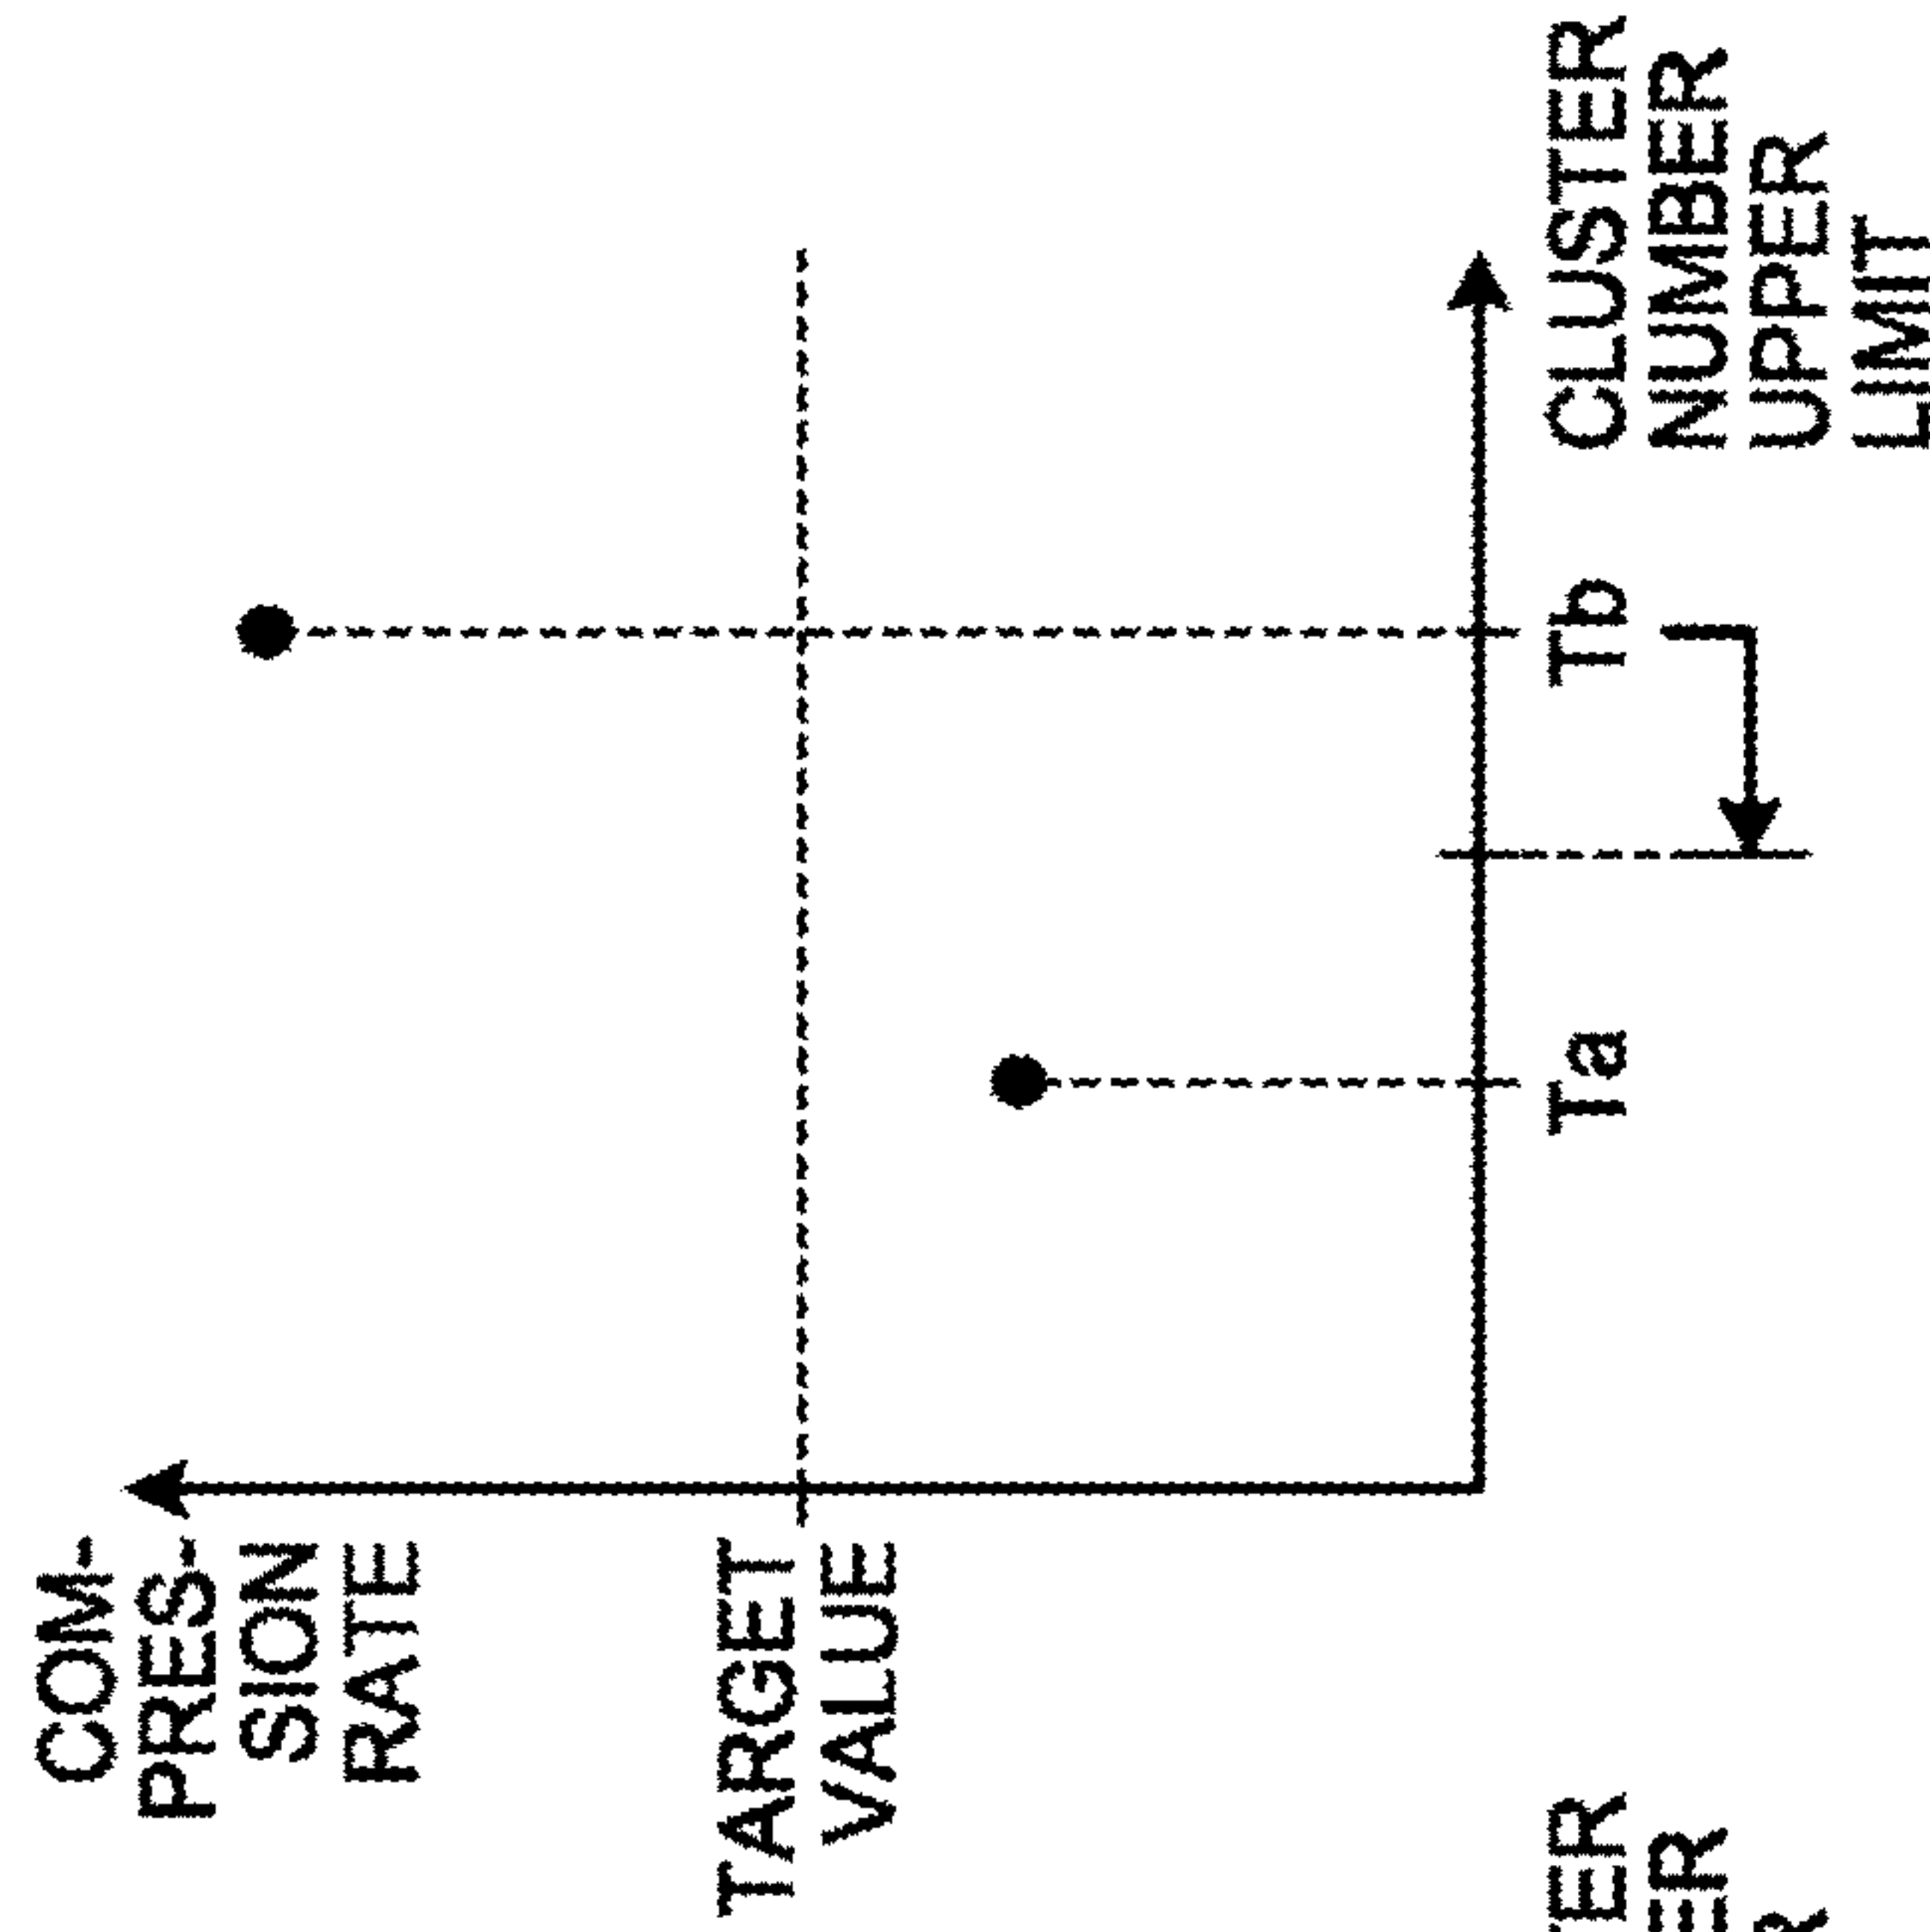 COM-
PRES-
SION
RATE
TARGET
VALUE
Ta
Tb
CLUSTER
NUMBER
UPPER
LIMIT